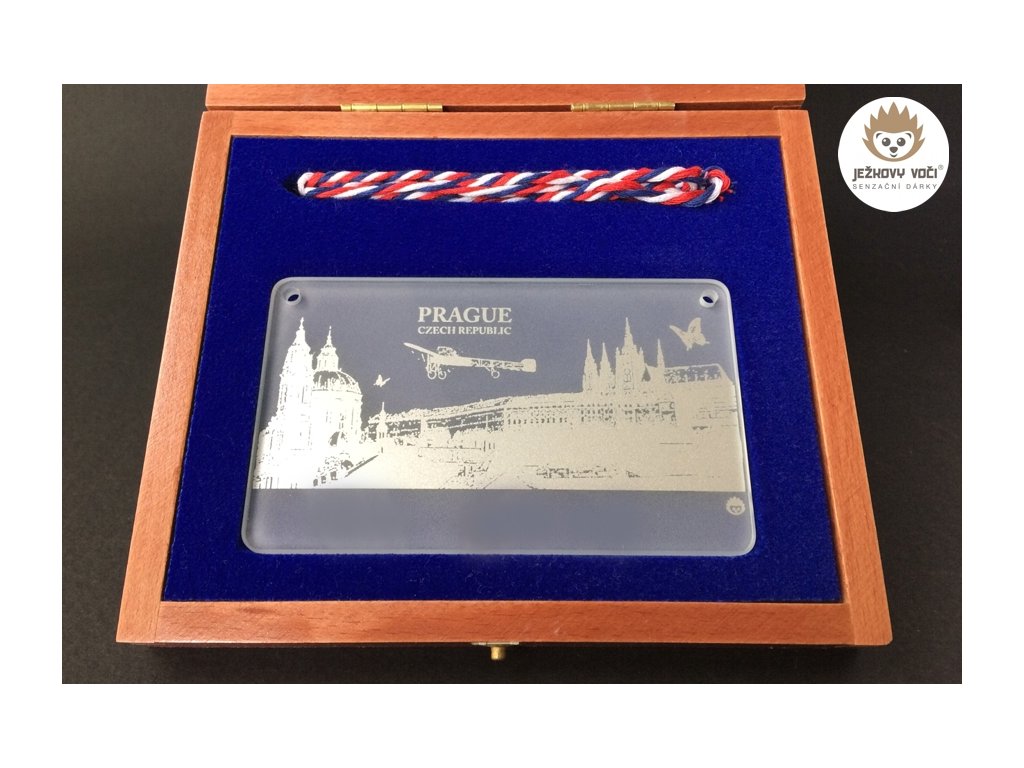 JEŽKOVY VOČI®
SENZAČNÍ DÁRKY
PRAGUE
CZECH REPUBLIC